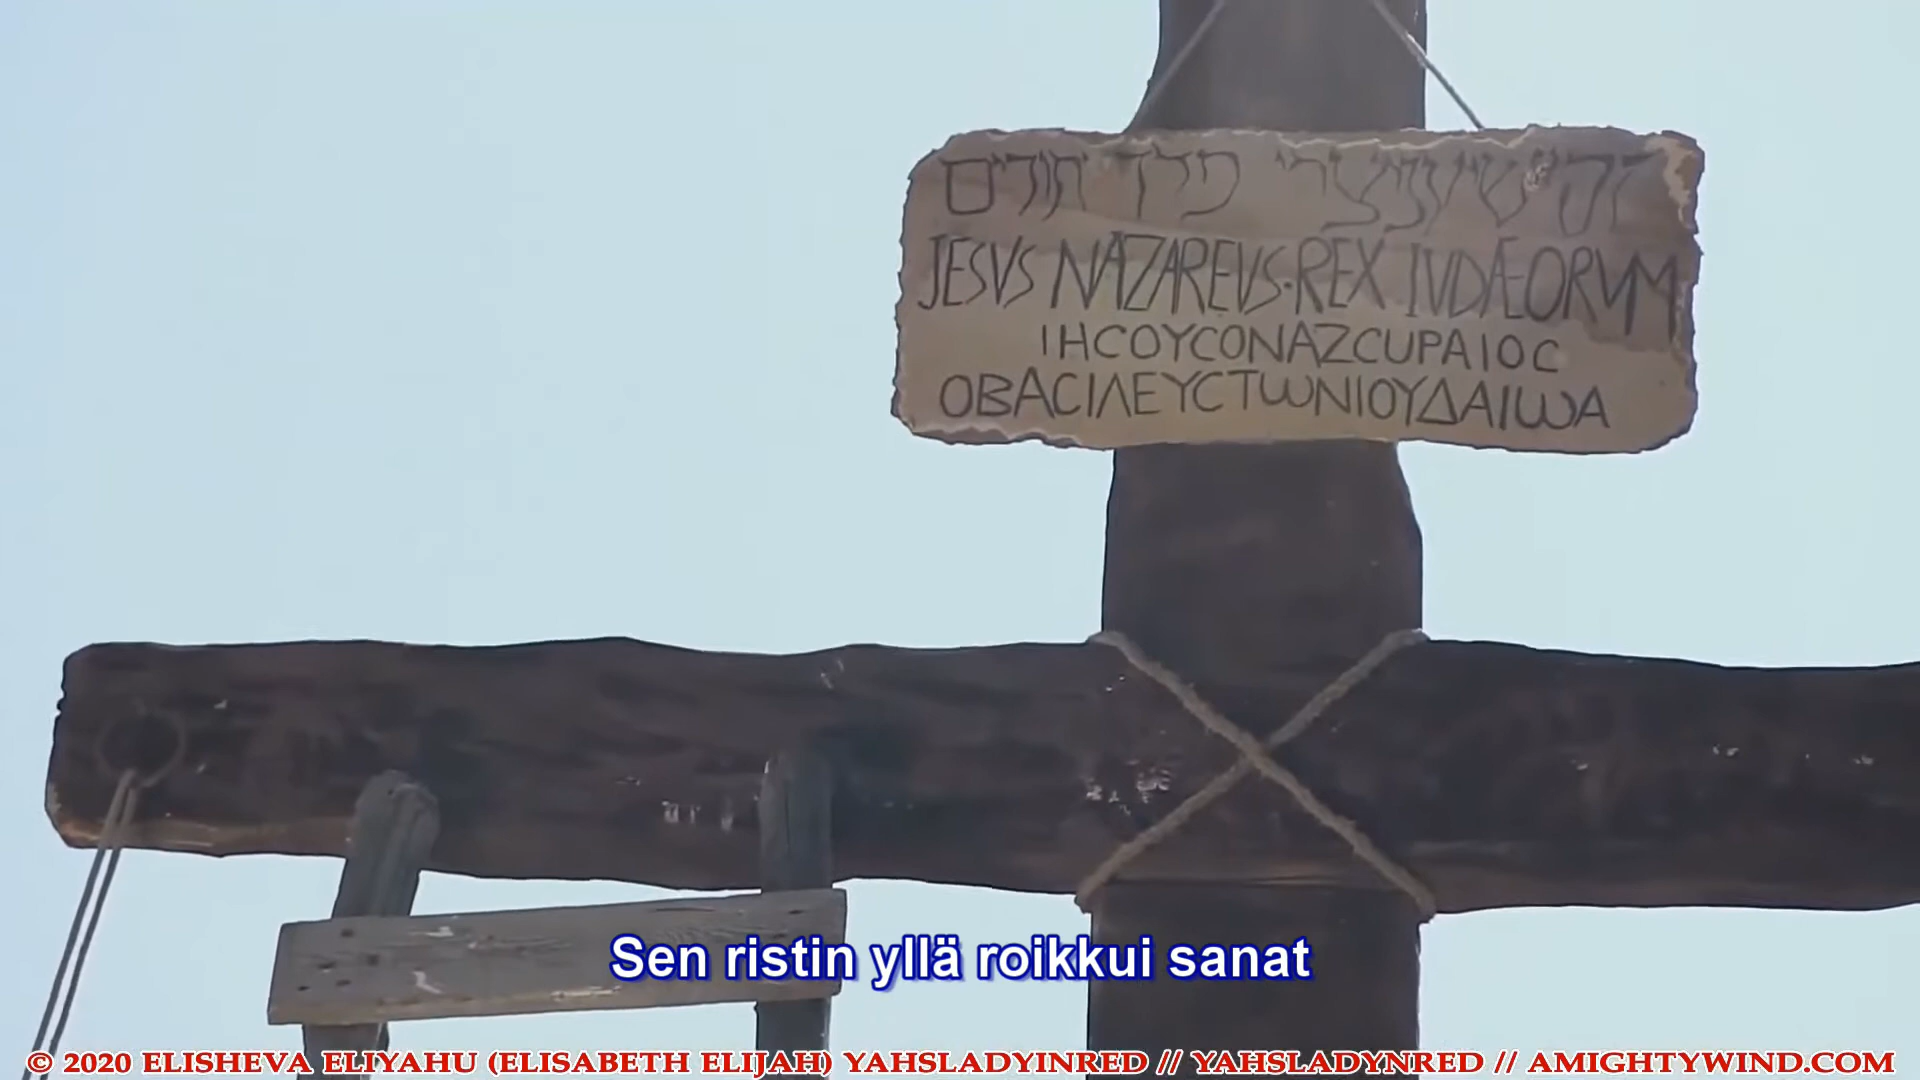 JESVS NAZAREVS·REX IVDÆORVM
IHCOYCONAZCUPAIOC
OBACIΛEYCTωNIOYΔAIωA
Sen ristin yllä roikkui sanat
© 2020 ELISHEVA ELIYAHU (ELISABETH ELIJAH) YAHSLADYINRED // YAHSLADYNRED // AMIGHTYWIND.COM